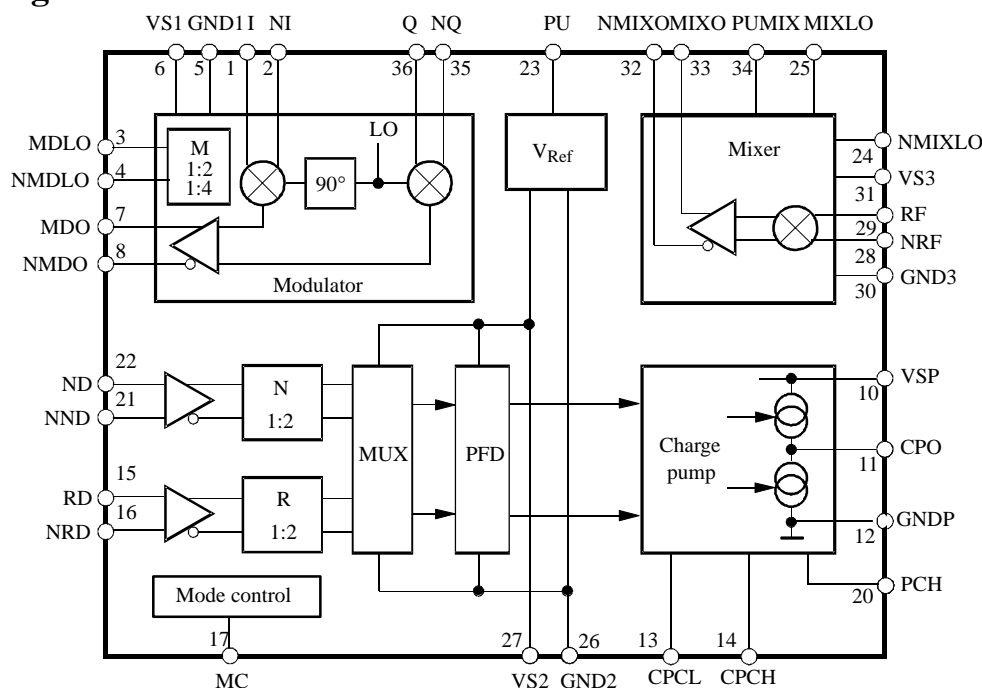 VS1 GND1 I NI Q NQ PU NMIXO MIXO PUMIX MIXLO
6 5 1 2 36 35 23 32 33 34 25
MDLO 3
NMDLO 4
MDO 7
NMDO 8
M
1:2
1:4
90°
LO
Modulator
VRef
Mixer
NMIXLO
24
VS3
31
RF
29
NRF
28
GND3
30
22
ND
21
NND
15
RD
16
NRD
N
1:2
R
1:2
MUX
PFD
Charge
pump
VSP
10
CPO
11
GNDP
12
PCH
20
Mode control
17 27 26 13 14
MC VS2 GND2 CPCL CPCH